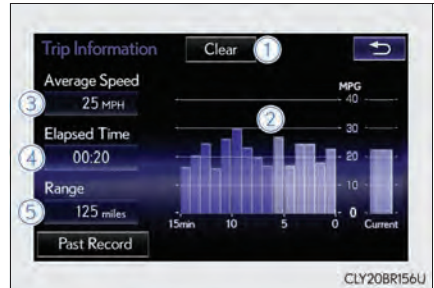 Trip Information
Clear
1
Average Speed
MPG
3
25 MPH
2
40
30
Elapsed Time
4
00:20
20
Range
10
5
125 miles
0
15min
10
5
0
Current
Past Record
CLY20BR156U